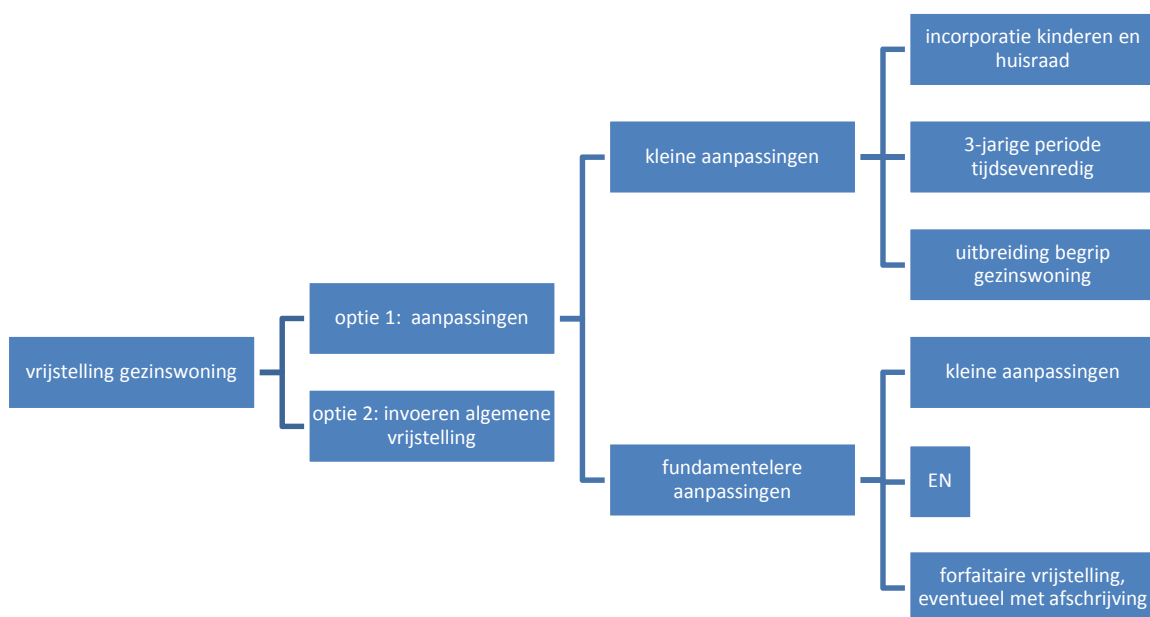 vrijstelling gezinswoning
optie 1:  aanpassingen
optie 2: invoeren algemene
vrijstelling
kleine aanpassingen
incorporatie kinderen en
huisraad
3-jarige periode
tijdsevenredig
uitbreiding begrip
gezinswoning
fundamentelere
aanpassingen
kleine aanpassingen
EN
forfaitaire vrijstelling,
eventueel met afschrijving